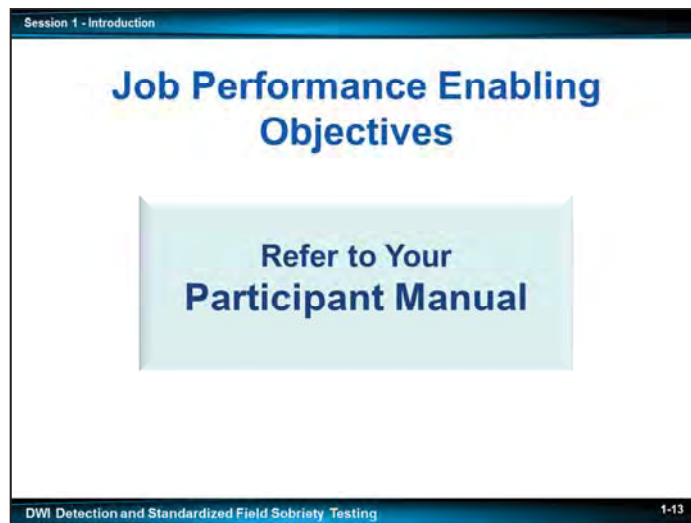 Session 1 - Introduction
Job Performance Enabling
Objectives
Refer to Your
Participant Manual
DWI Detection and Standardized Field Sobriety Testing
1-13